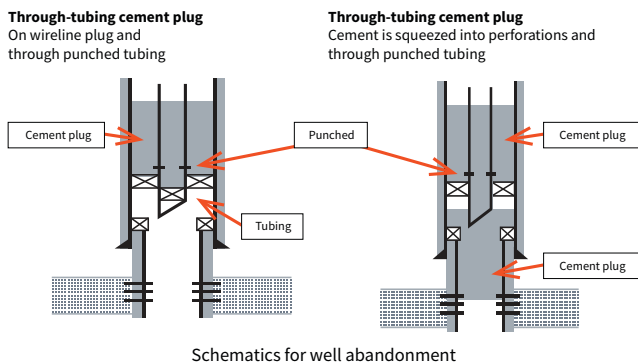 Through-tubing cement plug
On wireline plug and
through punched tubing
Through-tubing cement plug
Cement is squeezed into perforations and
through punched tubing
Cement plug
Punched
Cement plug
Tubing
Cement plug
Schematics for well abandonment